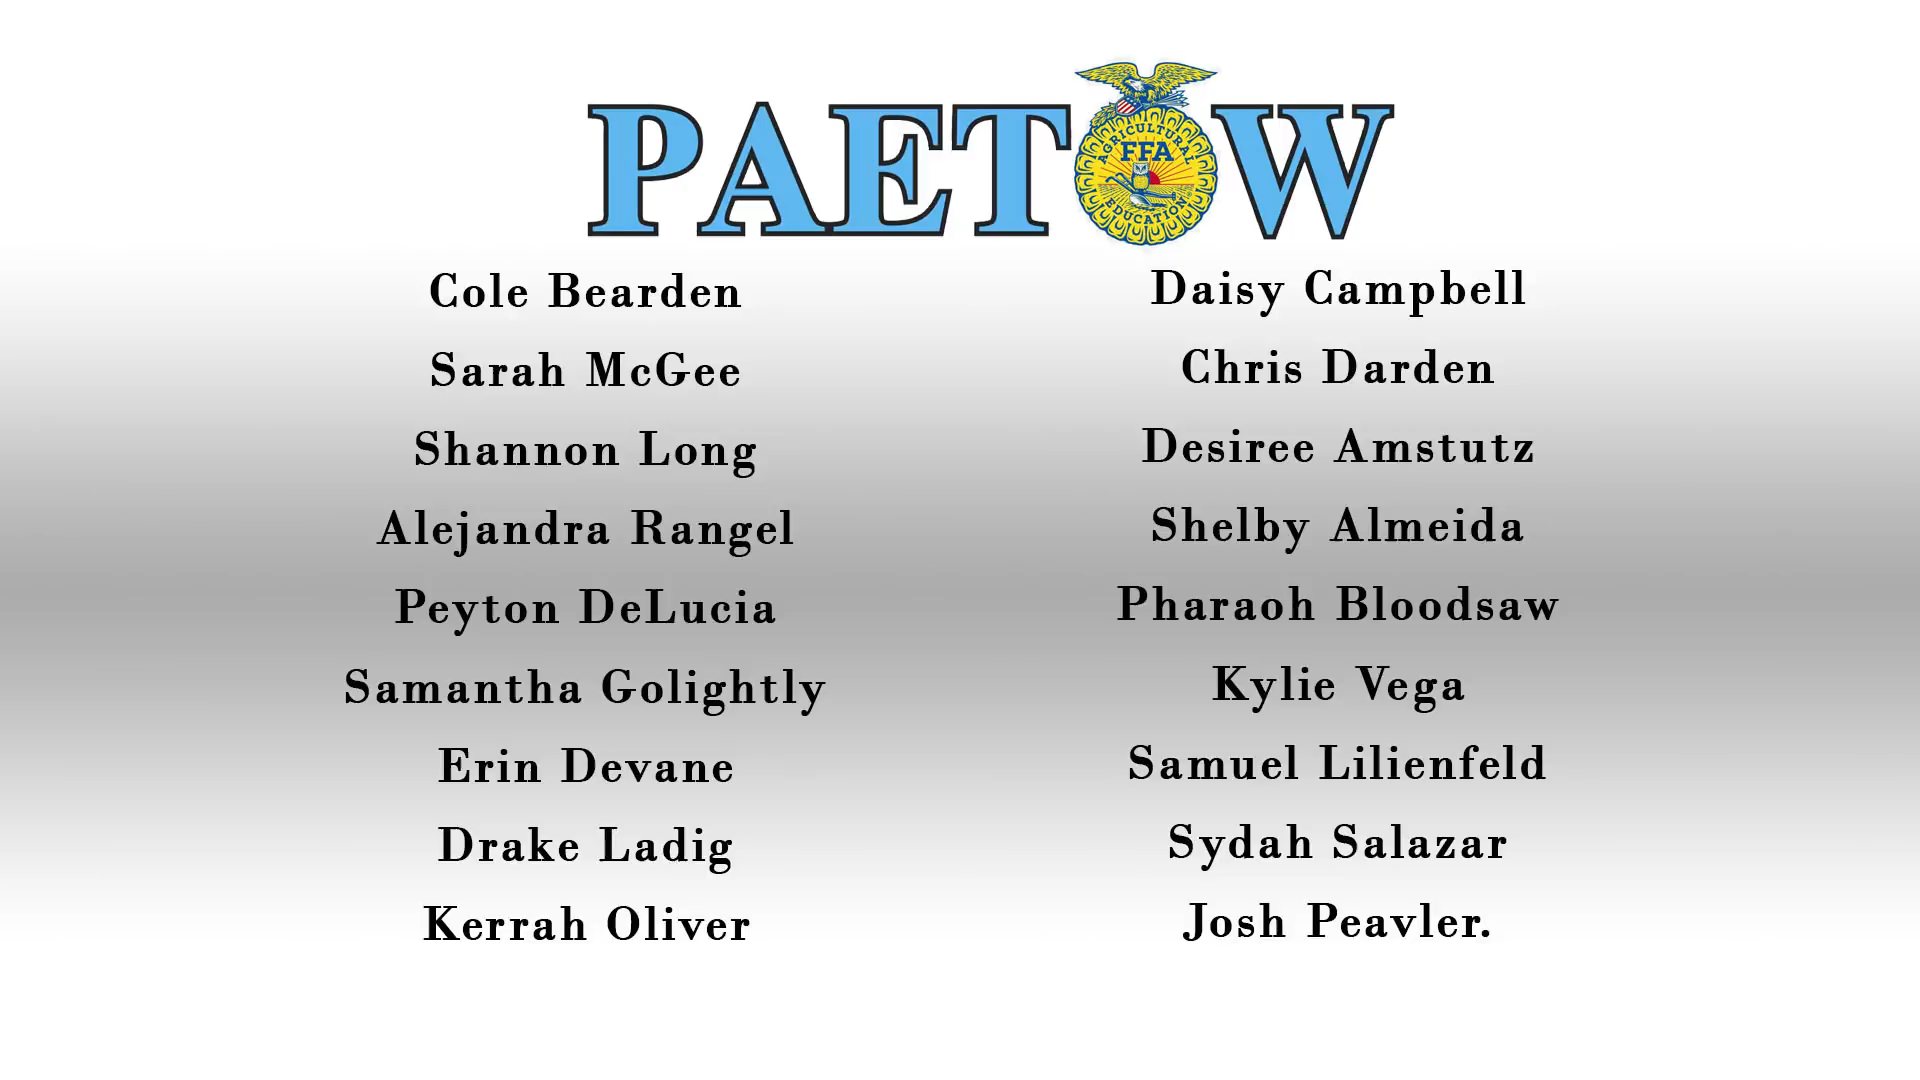 PAETOW
AGRICULTURAL
FFA
EDUCATION
Cole Bearden
Sarah McGee
Shannon Long
Alejandra Rangel
Peyton DeLucia
Samantha Golightly
Erin Devane
Drake Ladig
Kerrah Oliver
Daisy Campbell
Chris Darden
Desiree Amstutz
Shelby Almeida
Pharaoh Bloodsaw
Kylie Vega
Samuel Lilienfeld
Sydah Salazar
Josh Peavler.